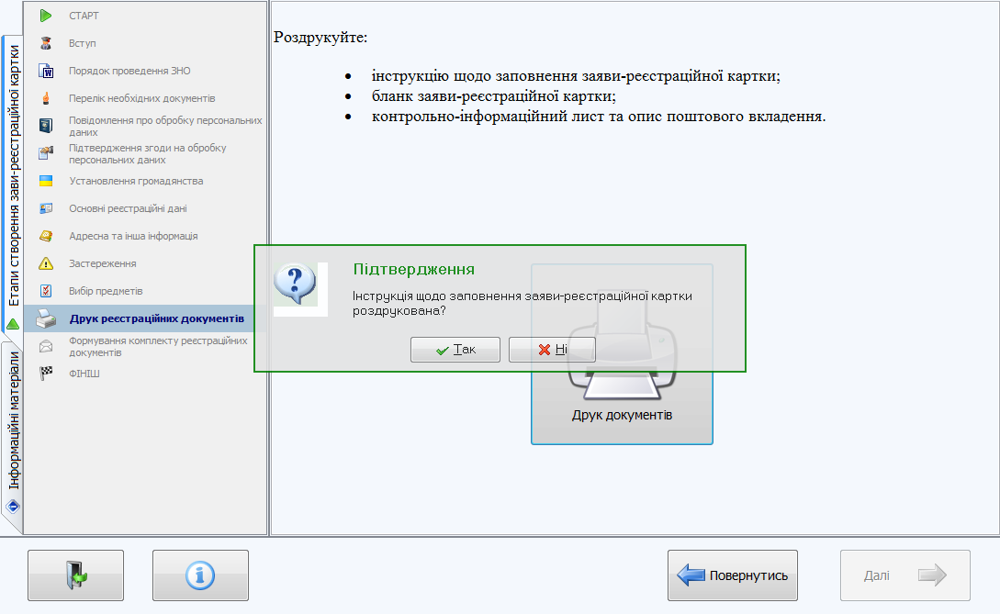 Етапи створення зави-реєстраційної картки
Інформаційні матеріали
СТАРТ
Вступ
Порядок проведення ЗНО
Перелік необхідних документів
Повідомлення про обробку персональних
даних
Підтвердження згоди на обробку
персональних даних
Установлення громадянства
Основні реєстраційні дані
Адресна та інша інформація
Застереження
Вибір предметів
Друк реєстраційних документів
Формування комплекту реєстраційних
документів
ФІНІШ
Роздрукуйте:
• інструкцію щодо заповнення заяви-реєстраційної картки;
• бланк заяви-реєстраційної картки;
• контрольно-інформаційний лист та опис поштового вкладення.
Підтвердження
Інструкція щодо заповнення заяви-реєстраційної картки
роздрукована?
Так
Ні
Друк документів
Повернутись
Далі